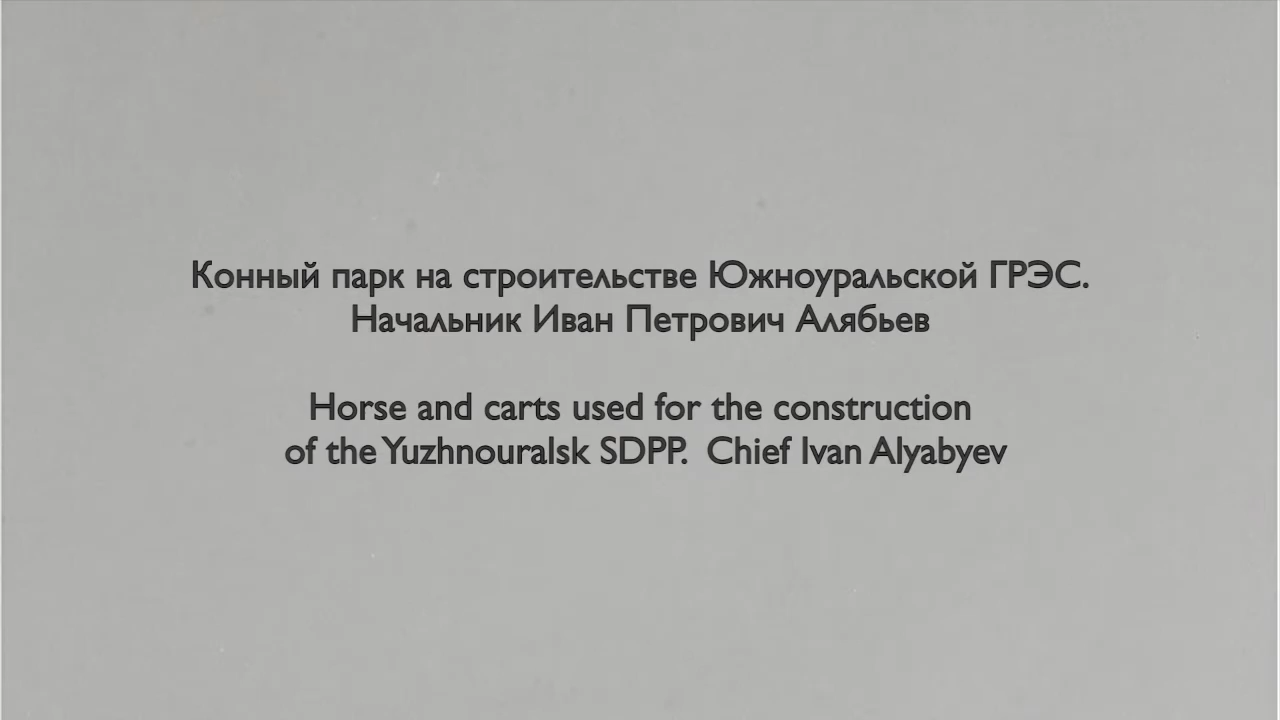 Конный парк на строительстве Южноуральской ГРЭС.
Начальник Иван Петрович Алябьев
Horse and carts used for the construction
of the Yuzhnouralsk SDPP. Chief Ivan Alyabyev